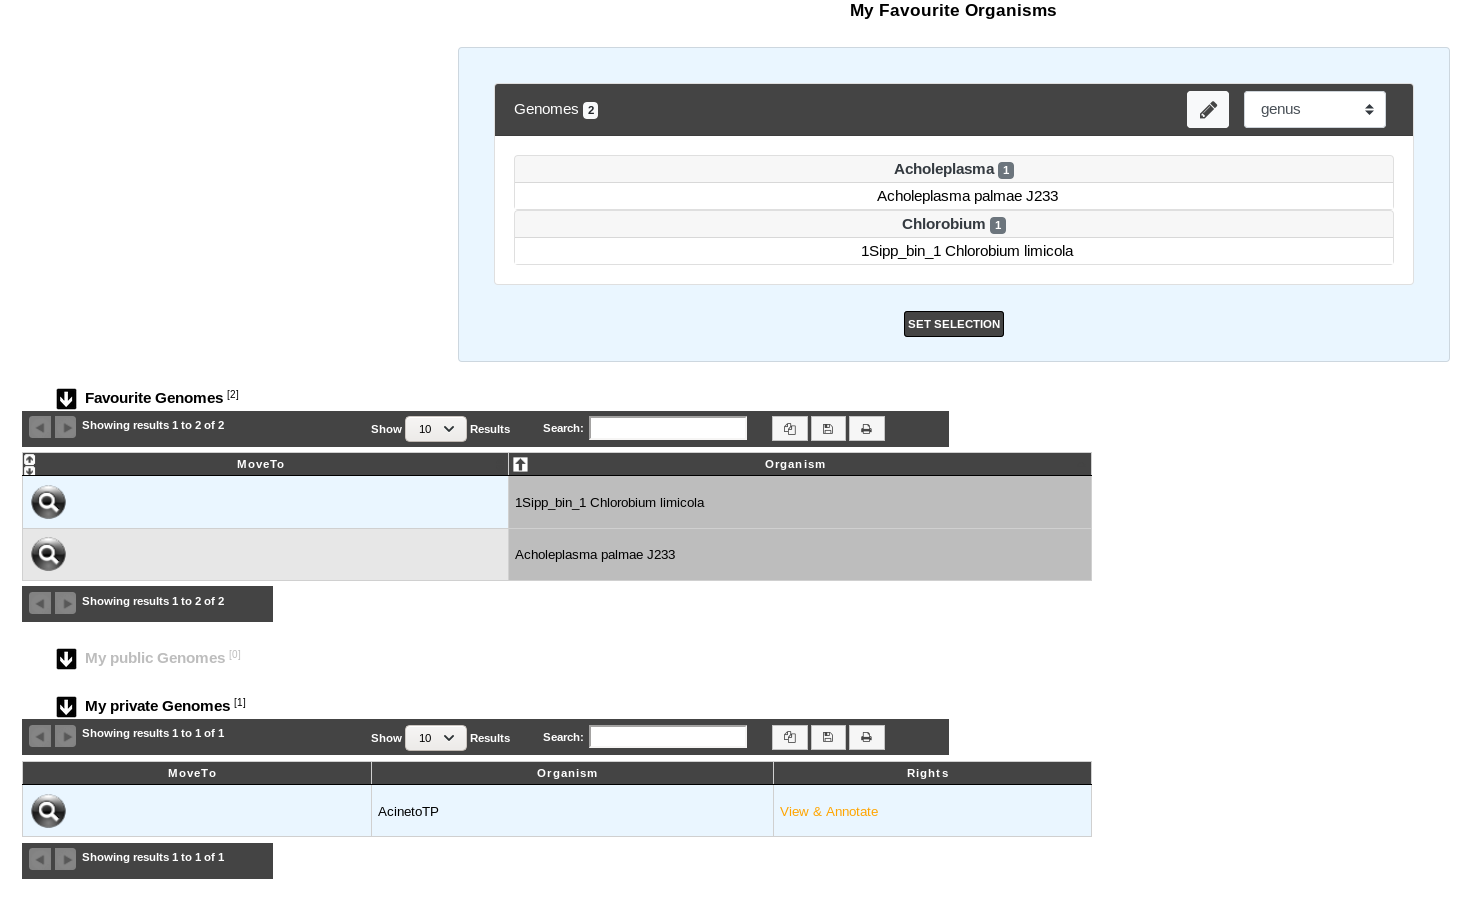 My Favourite Organisms
Genomes 2
genus
Acholeplasma 1
Acholeplasma palmae J233
Chlorobium 1
1Sipp_bin_1 Chlorobium limicola
SET SELECTION
Favourite Genomes [2]
Showing results 1 to 2 of 2 Show 10 Results Search:
MoveTo Organism
1Sipp_bin_1 Chlorobium limicola
Acholeplasma palmae J233
Showing results 1 to 2 of 2
My public Genomes [0]
My private Genomes [1]
Showing results 1 to 1 of 1 Show 10 Results Search:
MoveTo Organism Rights
AcinetoTP View & Annotate
Showing results 1 to 1 of 1